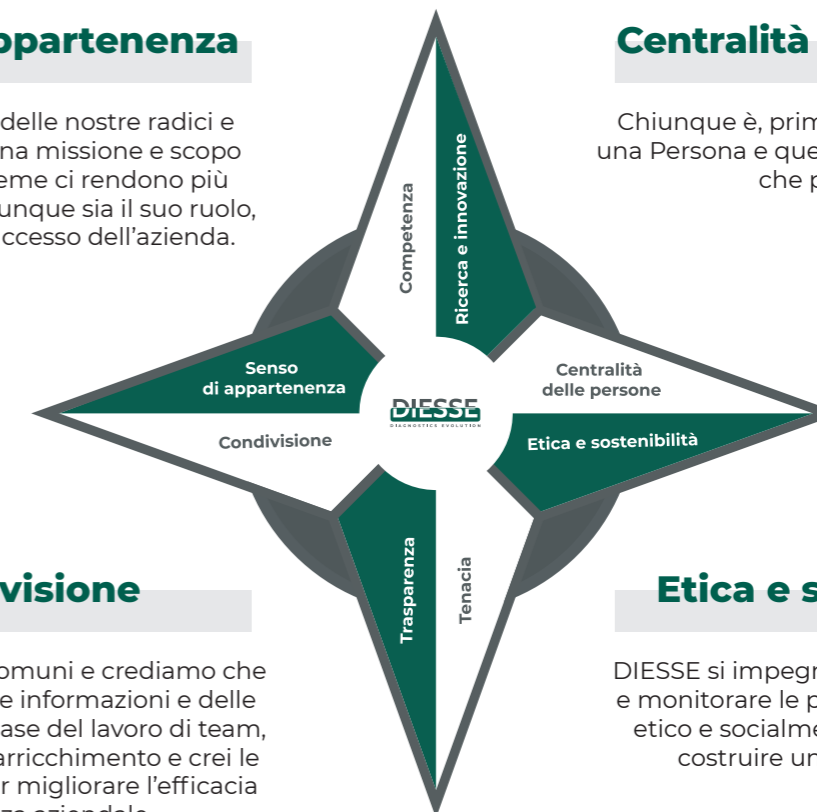 ppartenenza
Centralità
delle nostre radici e
na missione e scopo
eme ci rendono più
unque sia il suo ruolo,
ccesso dell'azienda.
Chiunque è, prim
una Persona e que
che p
Competenza
Ricerca e innovazione
Senso
di appartenenza
Centralità
delle persone
DIESSE
DIAGNOSTICS EVOLUTION
Condivisione
Etica e sostenibilità
Trasparenza
Tenacia
visione
Etica e s
omuni e crediamo che
e informazioni e delle
ase del lavoro di team,
arricchimento e crei le
r migliorare l'efficacia
za aziendale
DIESSE si impegn
e monitorare le p
etico e socialme
costruire un